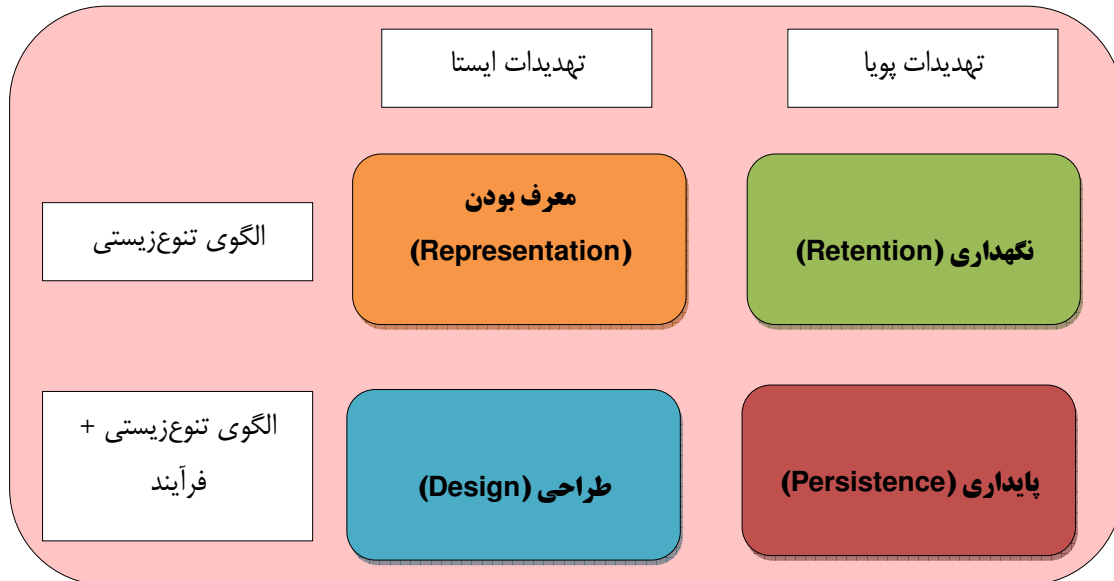 تهدیدات پویا
تهدیدات ایستا
الگوی تنوع‌زیستی
معرف بودن
(Representation)
نگهداری (Retention)
الگوی تنوع‌زیستی +
فرآیند
طراحی (Design)
پایداری (Persistence)